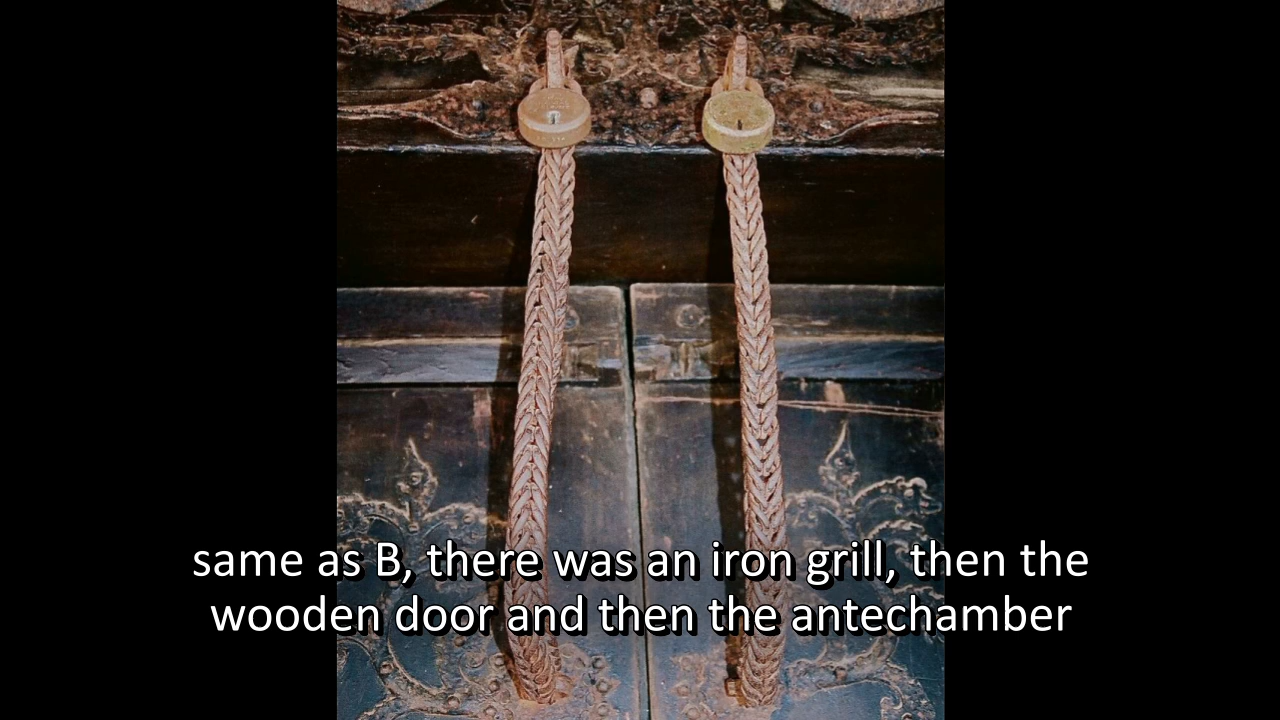 same as B, there was an iron grill, then the
wooden door and then the antechamber